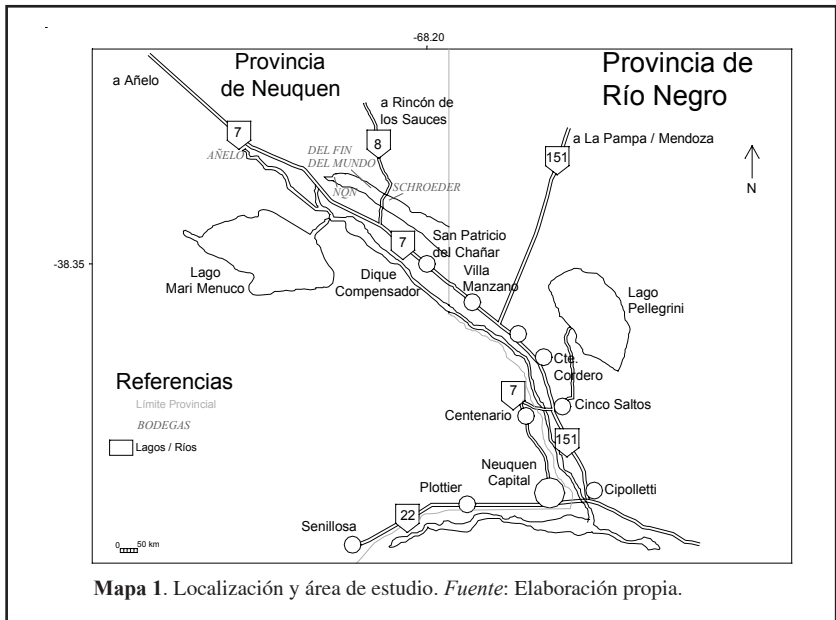 -68.20
Provincia
de Neuquen
Provincia de
Río Negro
a Añelo
a Rincón de
los Sauces
7
8
a La Pampa / Mendoza
151
DEL FIN
DEL MUNDO
AÑELO
NQN
SCHROEDER
N
San Patricio
del Chañar
7
-38.35
Villa
Manzano
Lago
Mari Menuco
Dique
Compensador
Lago
Pellegrini
Cte.
Cordero
Referencias
Límite Provincial
BODEGAS
Lagos / Ríos
7
Cinco Saltos
Centenario
151
Neuquen
Capital
Plottier
Cipolletti
22
Senillosa
0 50 km
Mapa 1. Localización y área de estudio. Fuente: Elaboración propia.